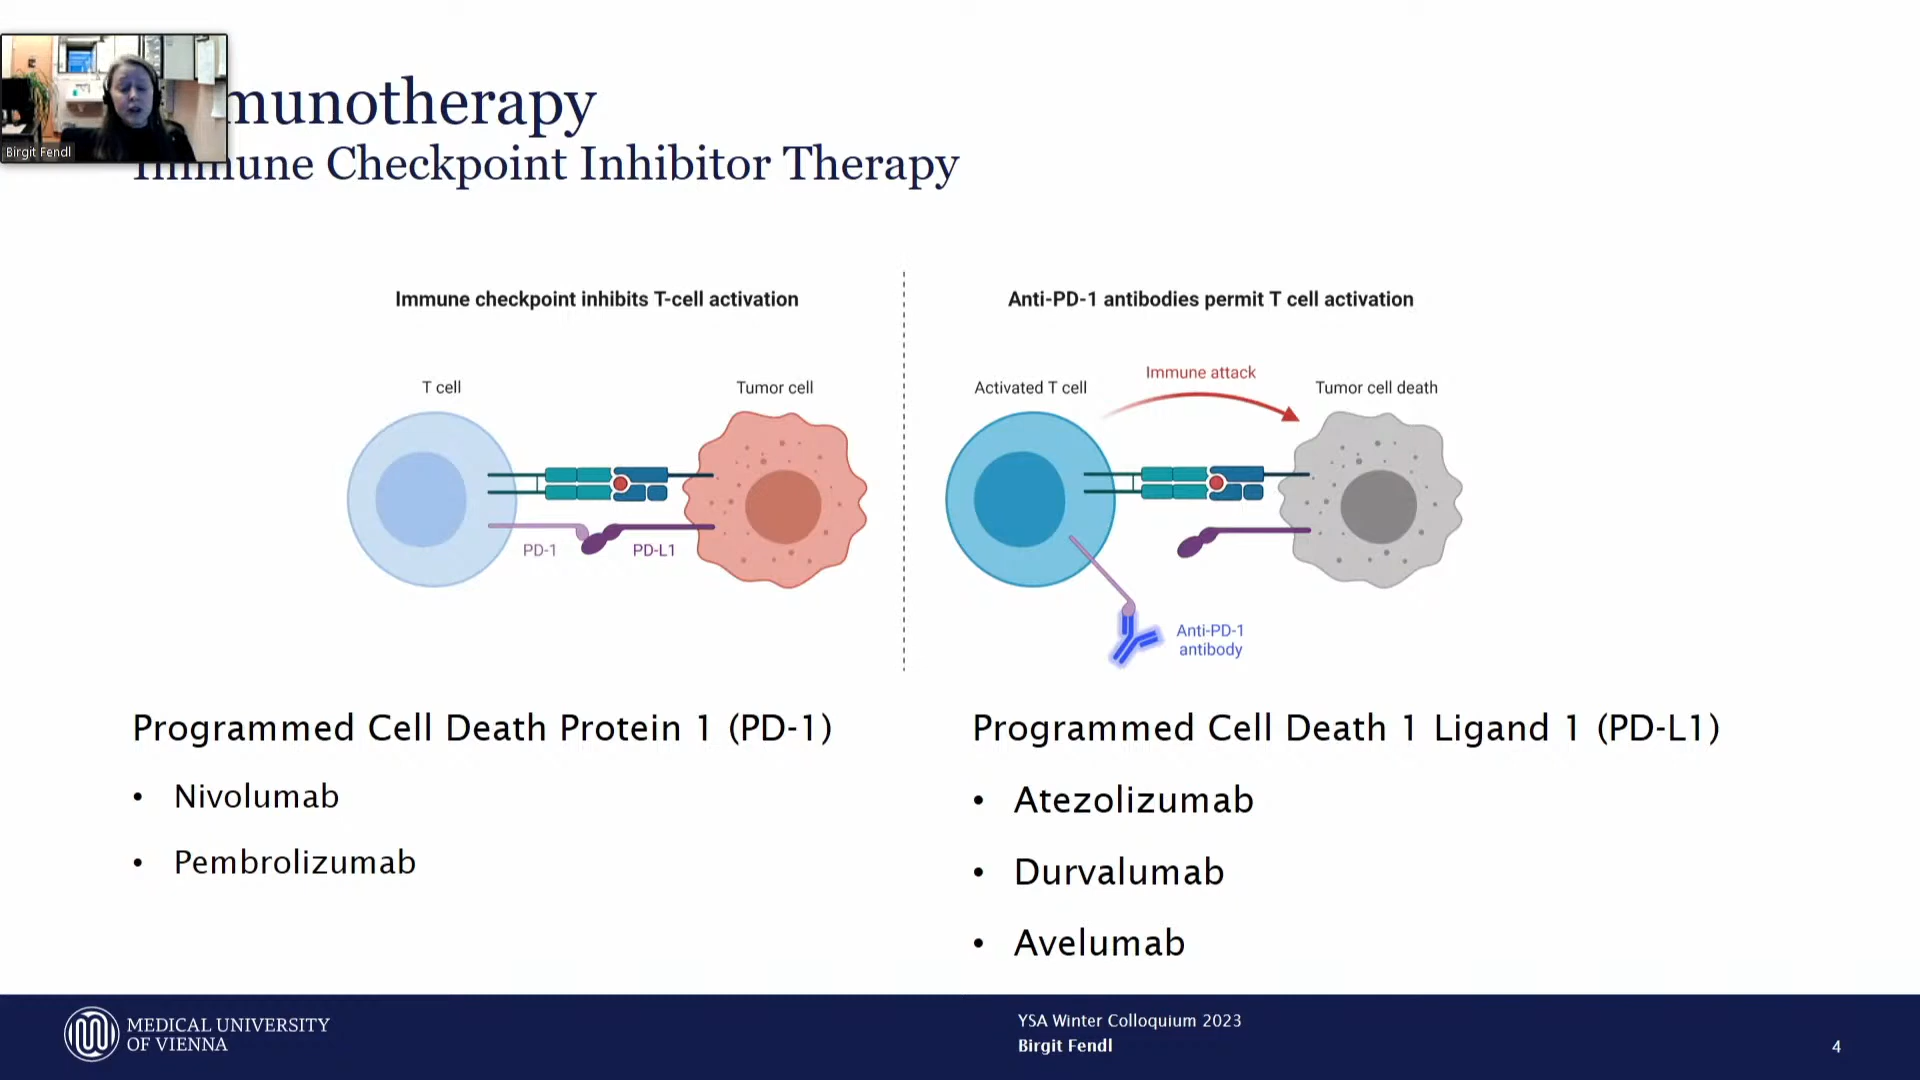 Birgit Fendl
munotherapy
Immune Checkpoint Inhibitor Therapy
Immune checkpoint inhibits T-cell activation
T cell
Tumor cell
PD-1
PD-L1
Anti-PD-1 antibodies permit T cell activation
Activated T cell
Immune attack
Tumor cell death
Anti-PD-1
antibody
Programmed Cell Death Protein 1 (PD-1)
• Nivolumab
• Pembrolizumab
Programmed Cell Death 1 Ligand 1 (PD-L1)
• Atezolizumab
• Durvalumab
• Avelumab
MEDICAL UNIVERSITY
OF VIENNA
YSA Winter Colloquium 2023
Birgit Fendl
4